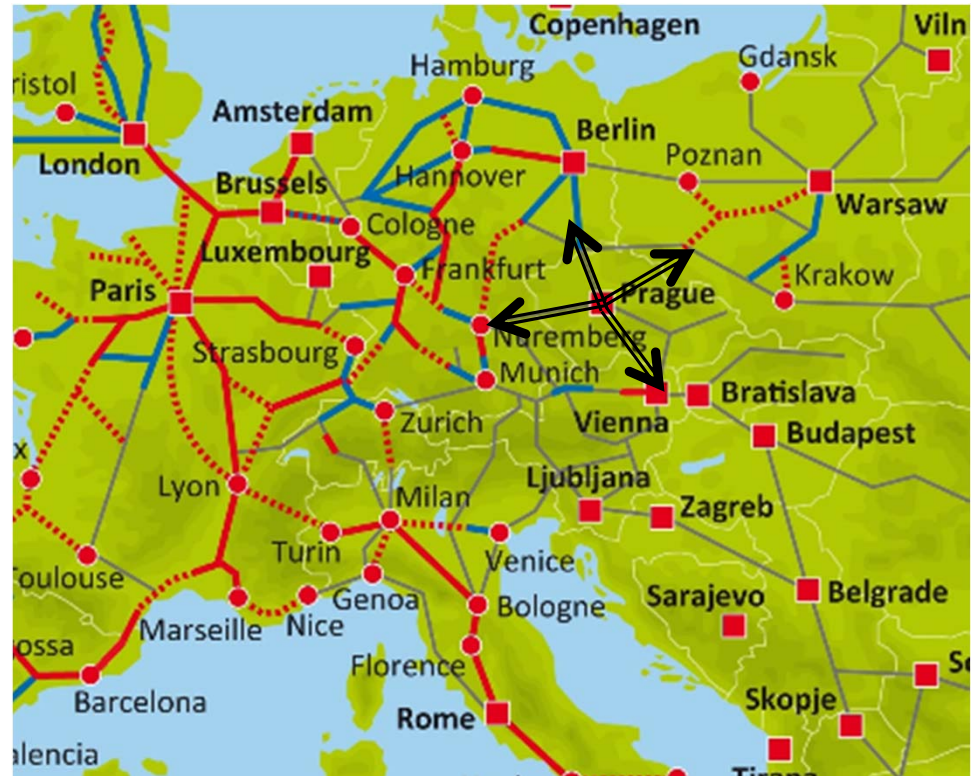 Copenhagen
Viln
Gdansk
Hamburg
ristol
Amsterdam
Berlin
Poznan
London
Hannover
Brussels
Warsaw
Cologne
Luxembourg
Frankfurt
Krakow
Paris
Prague
Nuremberg
Strasbourg
Munich
Bratislava
Zurich
Vienna
Budapest
x
Ljubljana
Lyon
Milan
Zagreb
Turin
Venice
oulouse
Genoa
Sarajevo
Belgrade
Bologne
Marseille
Nice
ossa
Florence
So
Barcelona
Skopje
Rome
alencia
Tirana